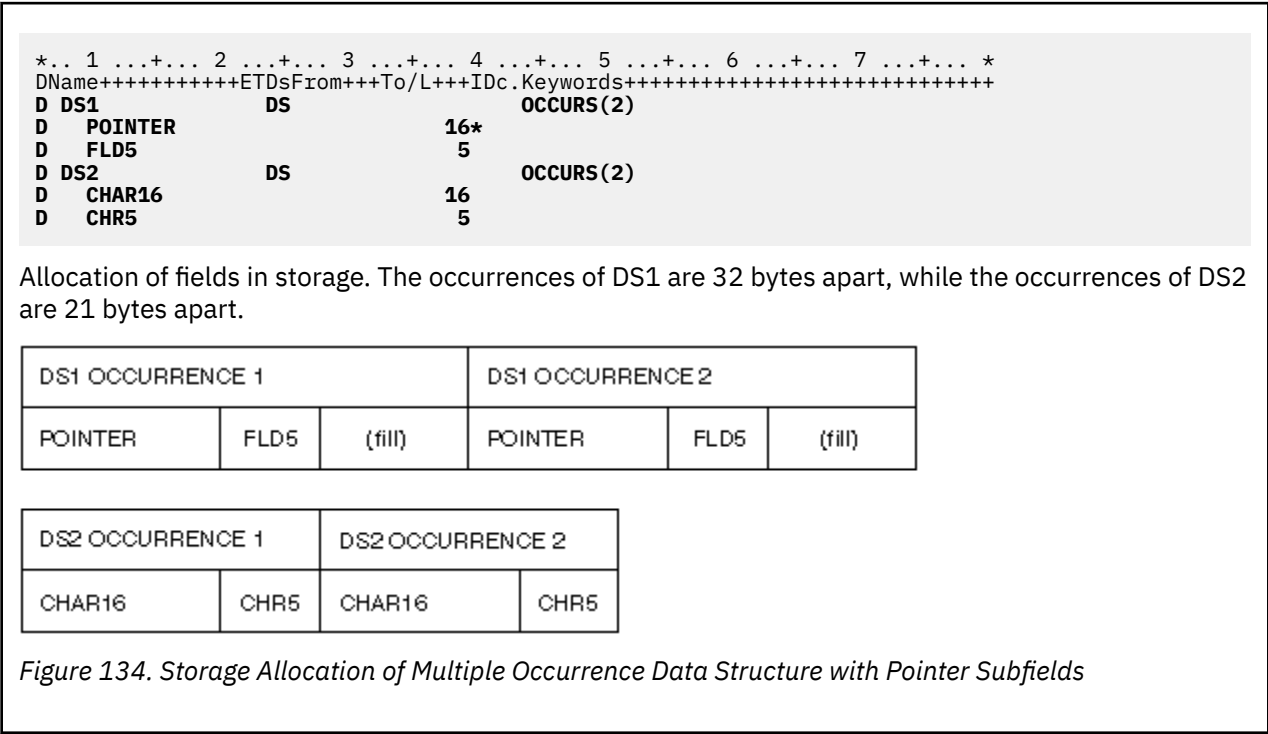 *.. 1 ...+... 2 ...+... 3 ...+... 4 ...+... 5 ...+... 6 ...+... 7 ...+... *
DName+++++++++++ETDsFrom+++To/L+++IDc.Keywords+++++++++++++++++++++++++++++
D DS1             DS                  OCCURS(2)
D   POINTER                     16*
D   FLD5                         5
D DS2             DS                  OCCURS(2)
D   CHAR16                      16
D   CHR5                         5
Allocation of fields in storage. The occurrences of DS1 are 32 bytes apart, while the occurrences of DS2
are 21 bytes apart.
DS1 OCCURRENCE 1 DS1 OCCURRENCE 2
POINTER FLD5 (fill) POINTER FLD5 (fill)
DS2 OCCURRENCE 1 DS2 OCCURRENCE 2
CHAR16 CHR5 CHAR16 CHR5
Figure 134. Storage Allocation of Multiple Occurrence Data Structure with Pointer Subfields